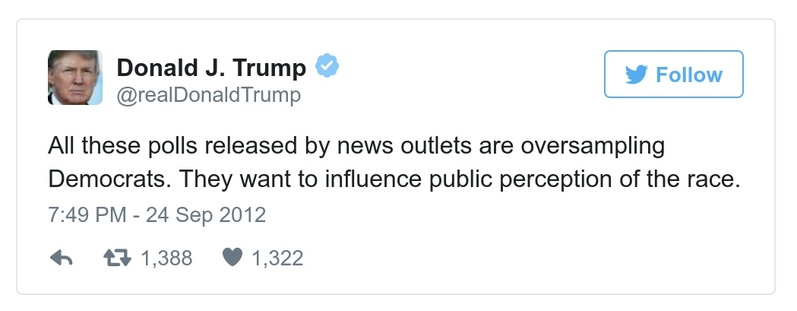 Donald J. Trump
@realDonaldTrump
Follow
All these polls released by news outlets are oversampling
Democrats. They want to influence public perception of the race.
7:49 PM - 24 Sep 2012
1,388 1,322